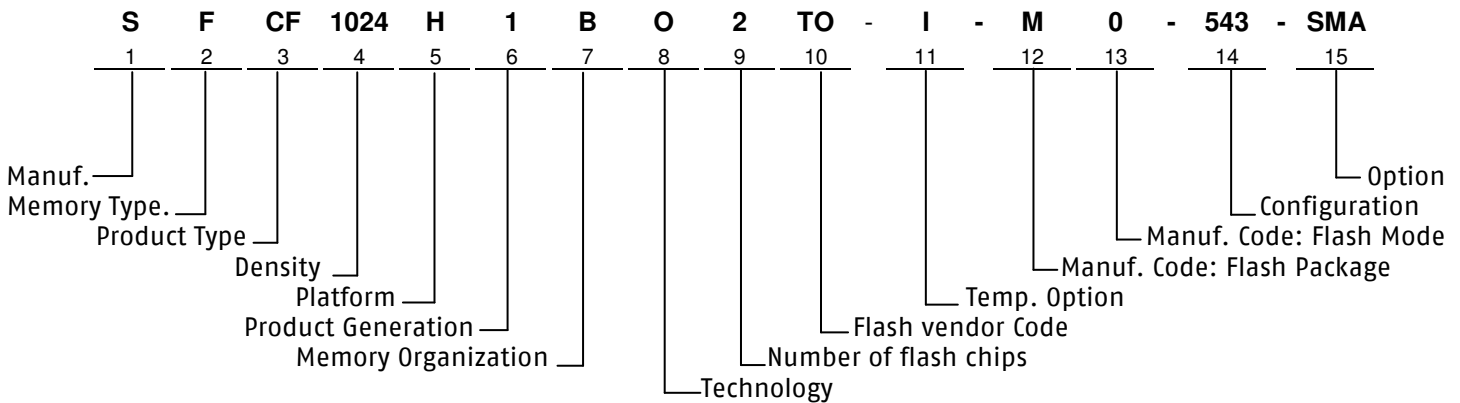 S F CF 1024 H 1 B O 2 TO - I - M 0 - 543 - SMA
1 2 3 4 5 6 7 8 9 10 11 12 13 14 15
Manuf. Option
Memory Type. Configuration
Product Type Manuf. Code: Flash Mode
Density Manuf. Code: Flash Package
Platform Temp. Option
Product Generation Flash vendor Code
Memory Organization Number of flash chips
Technology